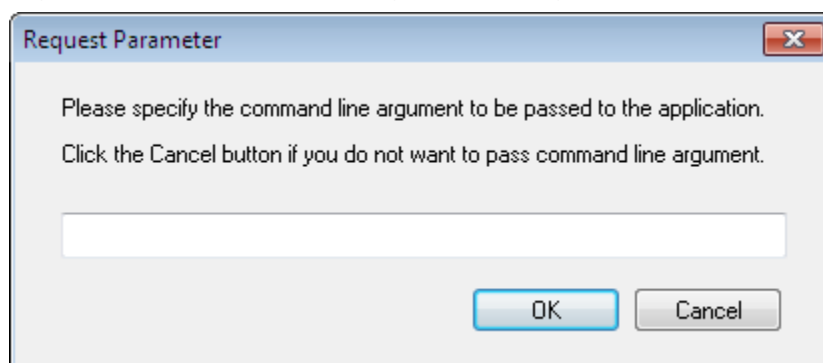 Request Parameter
Please specify the command line argument to be passed to the application.
Click the Cancel button if you do not want to pass command line argument.
OK Cancel